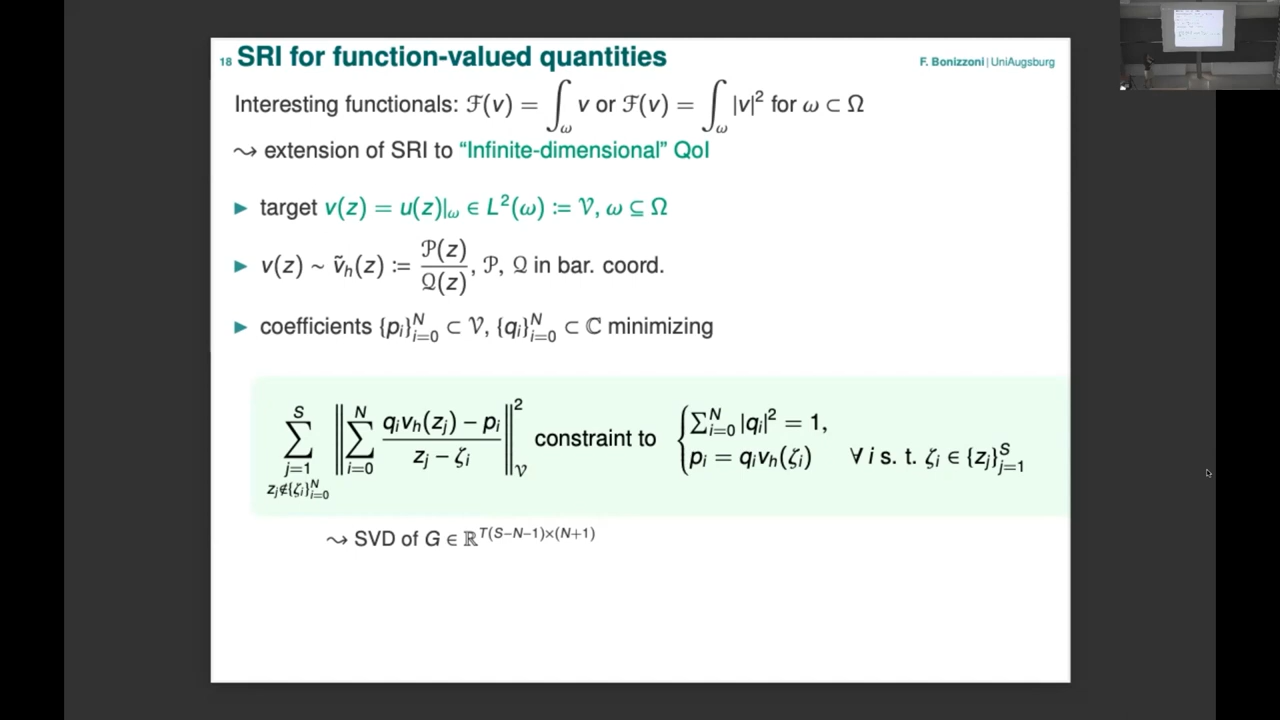 18 SRI for function-valued quantities F. Bonizzoni|UniAugsburg
Interesting functionals: ℱ(v) = ∫_ω v or ℱ(v) = ∫_ω |v|² for ω ⊂ Ω
⇝ extension of SRI to “Infinite-dimensional” QoI
▶ target v(z) = u(z)|_ω ∈ L²(ω) := 𝒱, ω ⊆ Ω
▶ v(z) ~ ṽ_h(z) := 𝒫(z)/𝒬(z), 𝒫, 𝒬 in bar. coord.
▶ coefficients {p_i}_{i=0}^N ⊂ 𝒱, {q_i}_{i=0}^N ⊂ ℂ minimizing
∑_{j=1, z_j∉{ζ_i}_{i=0}^N}^S ‖∑_{i=0}^N (q_i v_h(z_j) − p_i)/(z_j − ζ_i)‖_𝒱^2 constraint to { ∑_{i=0}^N |q_i|² = 1,
p_i = q_i v_h(ζ_i) ∀ i s. t. ζ_i ∈ {z_j}_{j=1}^S
⇝ SVD of G ∈ ℝ^{T(S−N−1)×(N+1)}